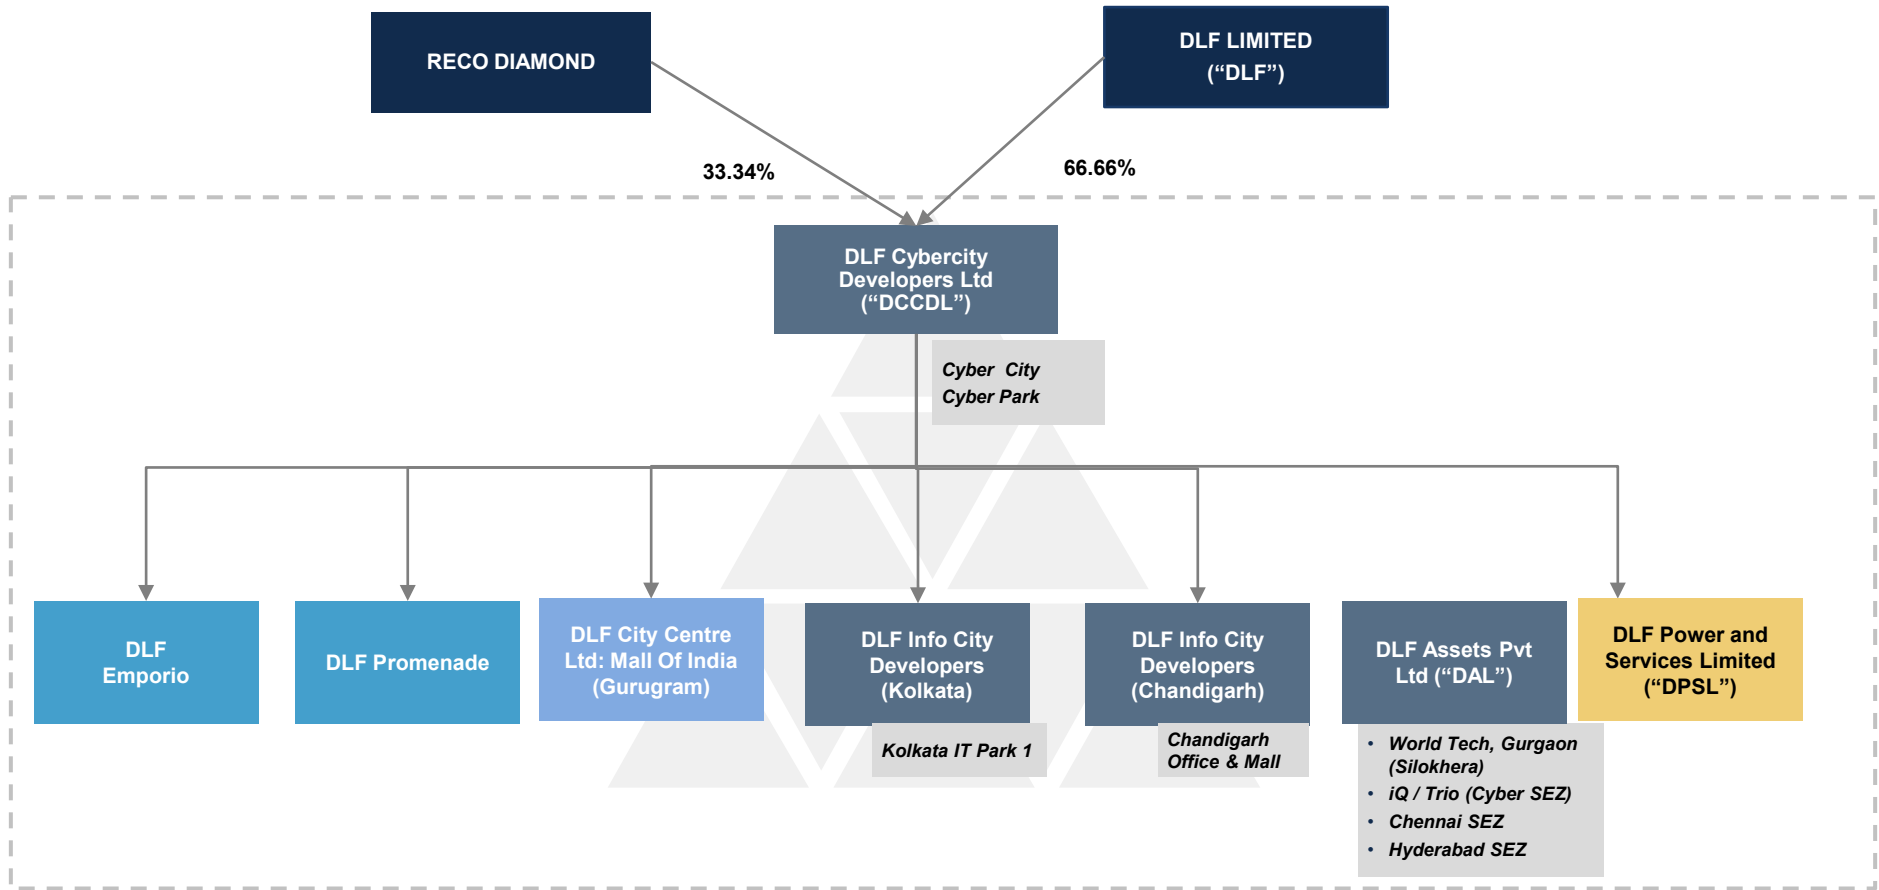 RECO DIAMOND
DLF LIMITED
(“DLF”)
33.34%
66.66%
DLF Cybercity
Developers Ltd
(“DCCDL”)
Cyber City
Cyber Park
DLF
Emporio
DLF Promenade
DLF City Centre
Ltd: Mall Of India
(Gurugram)
DLF Info City
Developers
(Kolkata)
Kolkata IT Park 1
DLF Info City
Developers
(Chandigarh)
Chandigarh
Office & Mall
DLF Assets Pvt
Ltd (“DAL”)
• World Tech, Gurgaon
(Silokhera)
• iQ / Trio (Cyber SEZ)
• Chennai SEZ
• Hyderabad SEZ
DLF Power and
Services Limited
(“DPSL”)